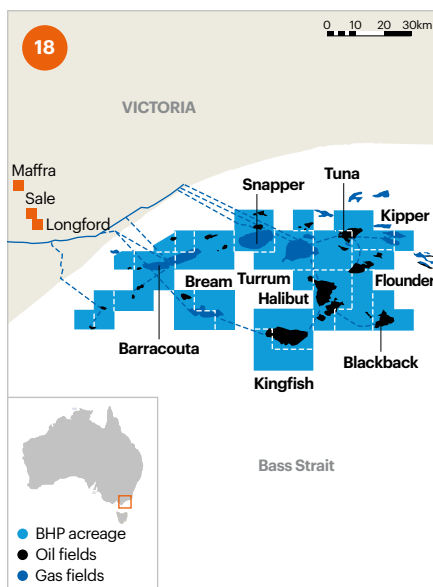 18
0 10 20 30km
VICTORIA
Maffra
Sale
Longford
Snapper
Tuna
Kipper
Bream
Turrum
Halibut
Flounder
Barracouta
Kingfish
Blackback
Bass Strait
BHP acreage
Oil fields
Gas fields